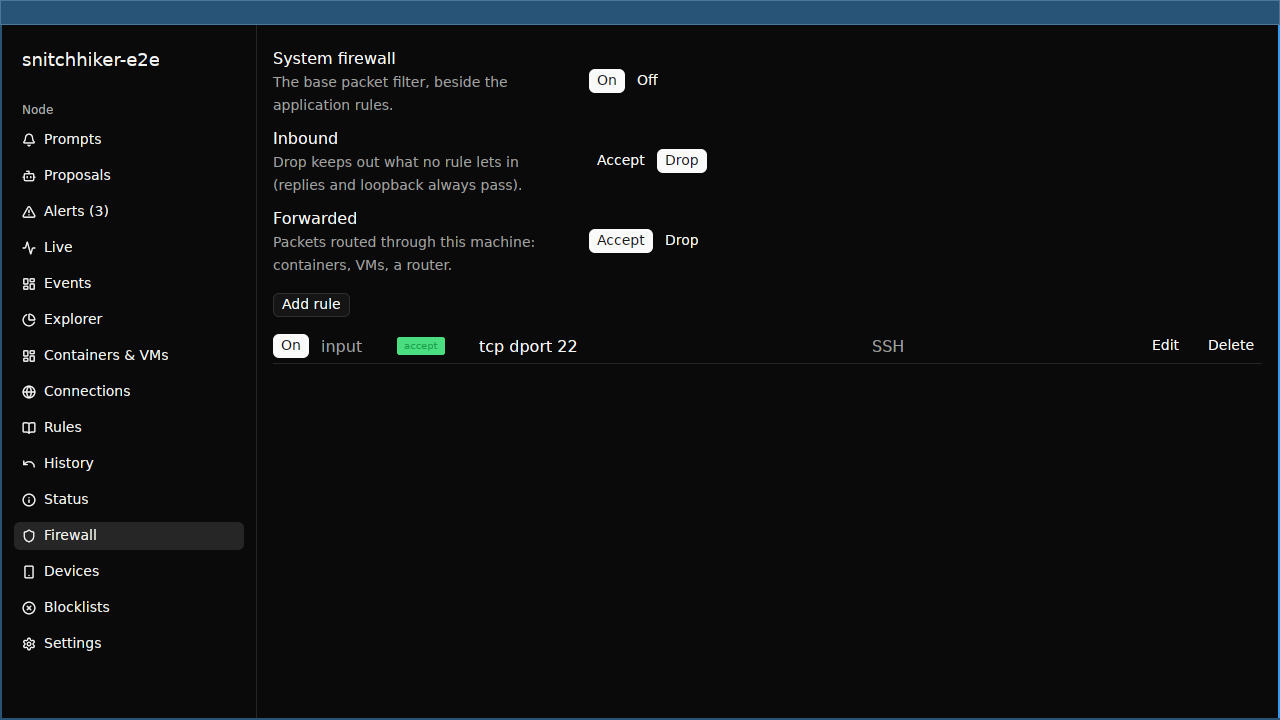 snitchhiker-e2e
Node
Prompts
Proposals
Alerts (3)
Live
Events
Explorer
Containers & VMs
Connections
Rules
History
Status
Firewall
Devices
Blocklists
Settings
System firewall
The base packet filter, beside the
application rules.
On Off
Inbound
Drop keeps out what no rule lets in
(replies and loopback always pass).
Accept Drop
Forwarded
Packets routed through this machine:
containers, VMs, a router.
Accept Drop
Add rule
On input accept tcp dport 22 SSH Edit Delete